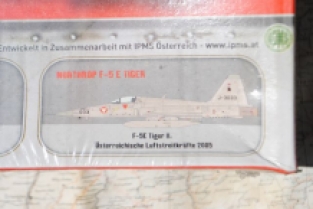 Entwickelt in Zusammenarbeit mit IPMS Österreich - www.ipms.at
NORTHROP F-5 E TIGER
F-5E Tiger II.
Österreichische Luftstreitkräfte 2005